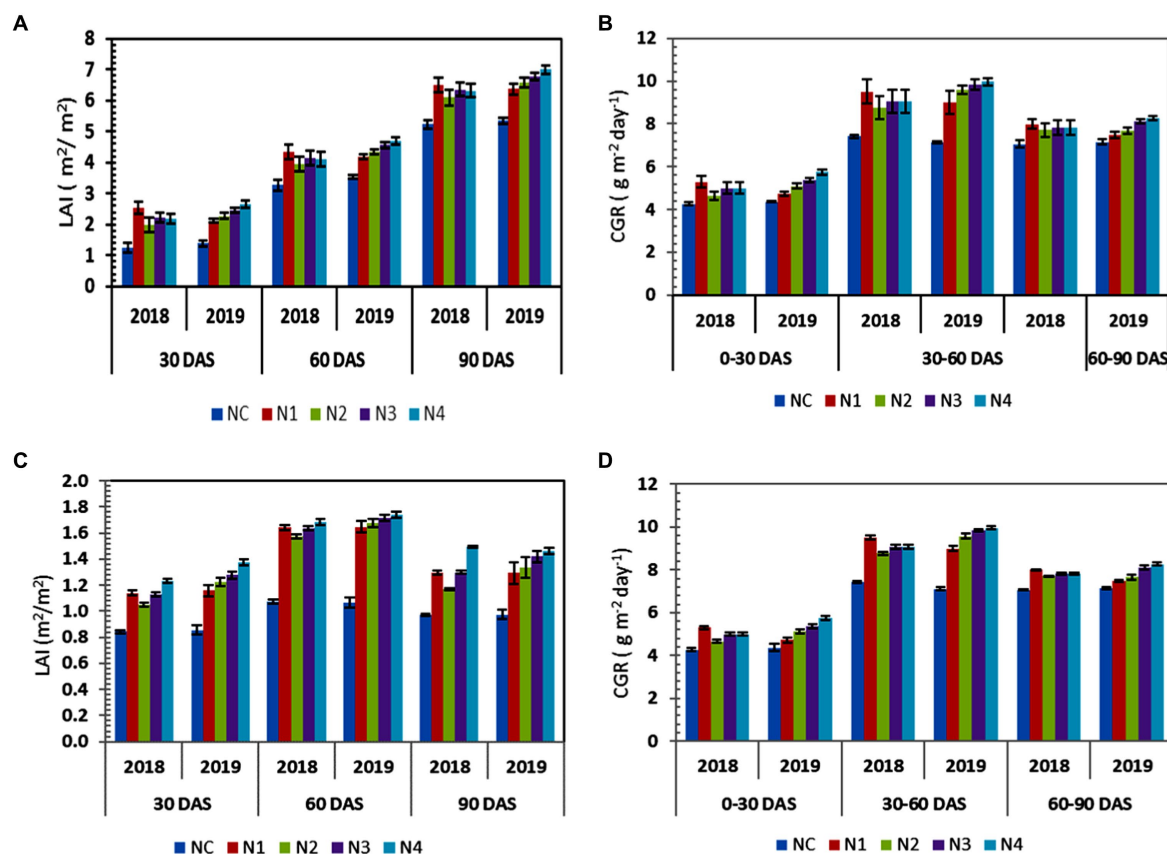 A
LAI ( m²/ m²)
8
7
6
5
4
3
2
1
0
2018 2019 2018 2019 2018 2019
30 DAS 60 DAS 90 DAS
NC N1 N2 N3 N4
B
CGR ( g m⁻² day⁻¹)
12
10
8
6
4
2
0
2018 2019 2018 2019 2018 2019
0-30 DAS 30-60 DAS 60-90 DAS
NC N1 N2 N3 N4
C
LAI (m²/m²)
2.0
1.8
1.6
1.4
1.2
1.0
0.8
0.6
0.4
0.2
0.0
2018 2019 2018 2019 2018 2019
30 DAS 60 DAS 90 DAS
NC N1 N2 N3 N4
D
CGR ( g m⁻² day⁻¹)
12
10
8
6
4
2
0
2018 2019 2018 2019 2018 2019
0-30 DAS 30-60 DAS 60-90 DAS
NC N1 N2 N3 N4